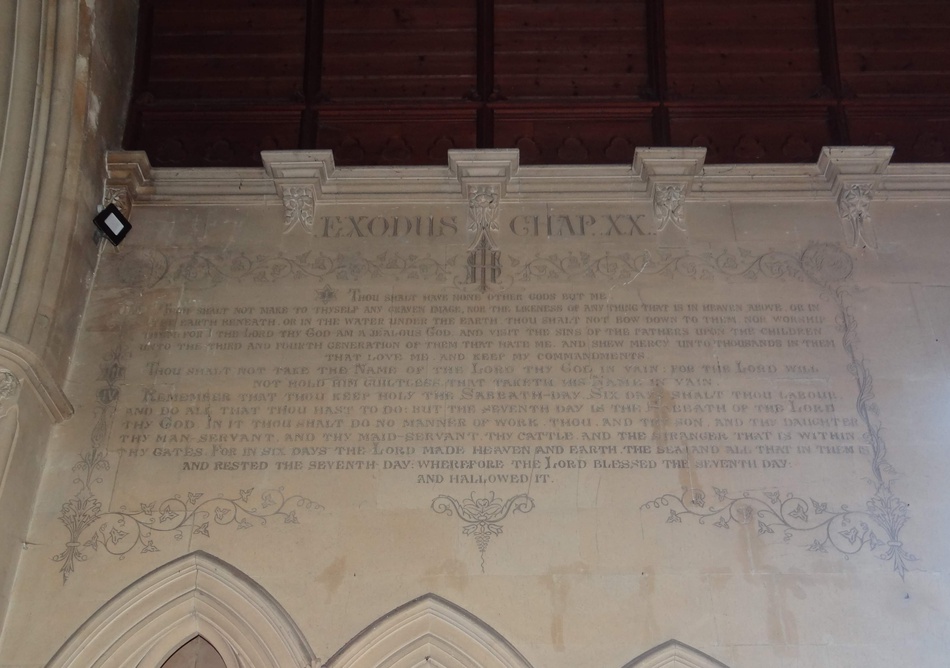 EXODUS CHAP. XX.
IHS
THOU SHALT HAVE NONE OTHER GODS BUT ME.
THOU SHALT NOT MAKE TO THYSELF ANY GRAVEN IMAGE, NOR THE LIKENESS OF ANY THING THAT IS IN HEAVEN ABOVE, OR IN
THE EARTH BENEATH, OR IN THE WATER UNDER THE EARTH. THOU SHALT NOT BOW DOWN TO THEM, NOR WORSHIP
THEM: FOR I THE LORD THY GOD AM A JEALOUS GOD, AND VISIT THE SINS OF THE FATHERS UPON THE CHILDREN
UNTO THE THIRD AND FOURTH GENERATION OF THEM THAT HATE ME, AND SHEW MERCY UNTO THOUSANDS IN THEM
THAT LOVE ME, AND KEEP MY COMMANDMENTS.
THOU SHALT NOT TAKE THE NAME OF THE LORD THY GOD IN VAIN: FOR THE LORD WILL
NOT HOLD HIM GUILTLESS THAT TAKETH HIS NAME IN VAIN.
IV REMEMBER THAT THOU KEEP HOLY THE SABBATH-DAY. SIX DAYS SHALT THOU LABOUR,
AND DO ALL THAT THOU HAST TO DO: BUT THE SEVENTH DAY IS THE SABBATH OF THE LORD
THY GOD. IN IT THOU SHALT DO NO MANNER OF WORK, THOU, AND THY SON, AND THY DAUGHTER
THY MAN-SERVANT, AND THY MAID-SERVANT, THY CATTLE, AND THE STRANGER THAT IS WITHIN
THY GATES. FOR IN SIX DAYS THE LORD MADE HEAVEN AND EARTH THE SEA AND ALL THAT IN THEM IS
AND RESTED THE SEVENTH DAY: WHEREFORE THE LORD BLESSED THE SEVENTH DAY,
AND HALLOWED IT.